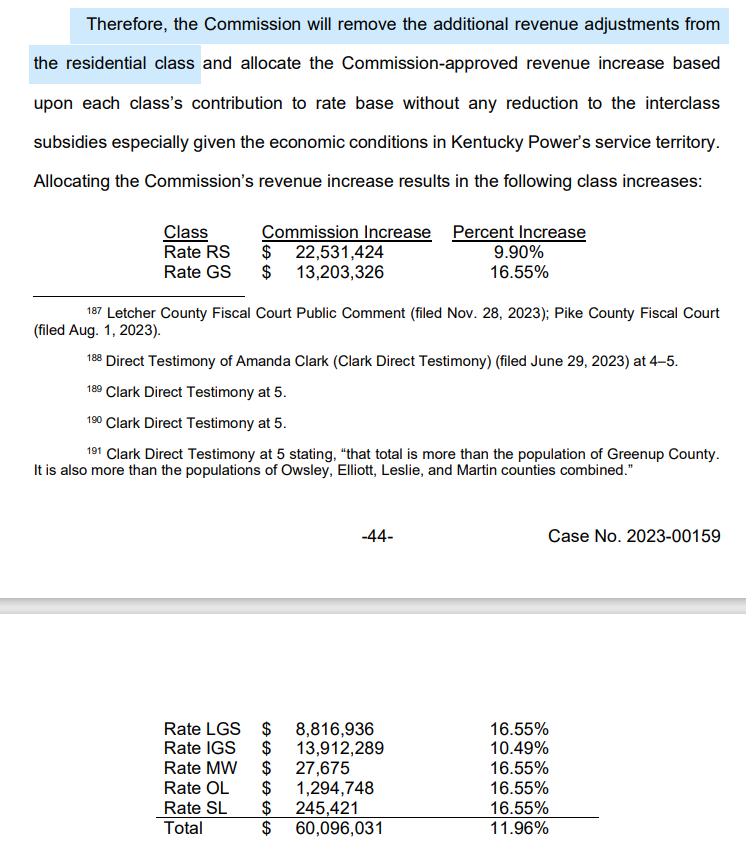 Therefore, the Commission will remove the additional revenue adjustments from
the residential class and allocate the Commission-approved revenue increase based
upon each class’s contribution to rate base without any reduction to the interclass
subsidies especially given the economic conditions in Kentucky Power’s service territory.
Allocating the Commission’s revenue increase results in the following class increases:
Class Commission Increase Percent Increase
Rate RS $ 22,531,424 9.90%
Rate GS $ 13,203,326 16.55%
187 Letcher County Fiscal Court Public Comment (filed Nov. 28, 2023); Pike County Fiscal Court
(filed Aug. 1, 2023).
188 Direct Testimony of Amanda Clark (Clark Direct Testimony) (filed June 29, 2023) at 4–5.
189 Clark Direct Testimony at 5.
190 Clark Direct Testimony at 5.
191 Clark Direct Testimony at 5 stating, “that total is more than the population of Greenup County.
It is also more than the populations of Owsley, Elliott, Leslie, and Martin counties combined.”
-44- Case No. 2023-00159
Rate LGS $ 8,816,936 16.55%
Rate IGS $ 13,912,289 10.49%
Rate MW $ 27,675 16.55%
Rate OL $ 1,294,748 16.55%
Rate SL $ 245,421 16.55%
Total $ 60,096,031 11.96%